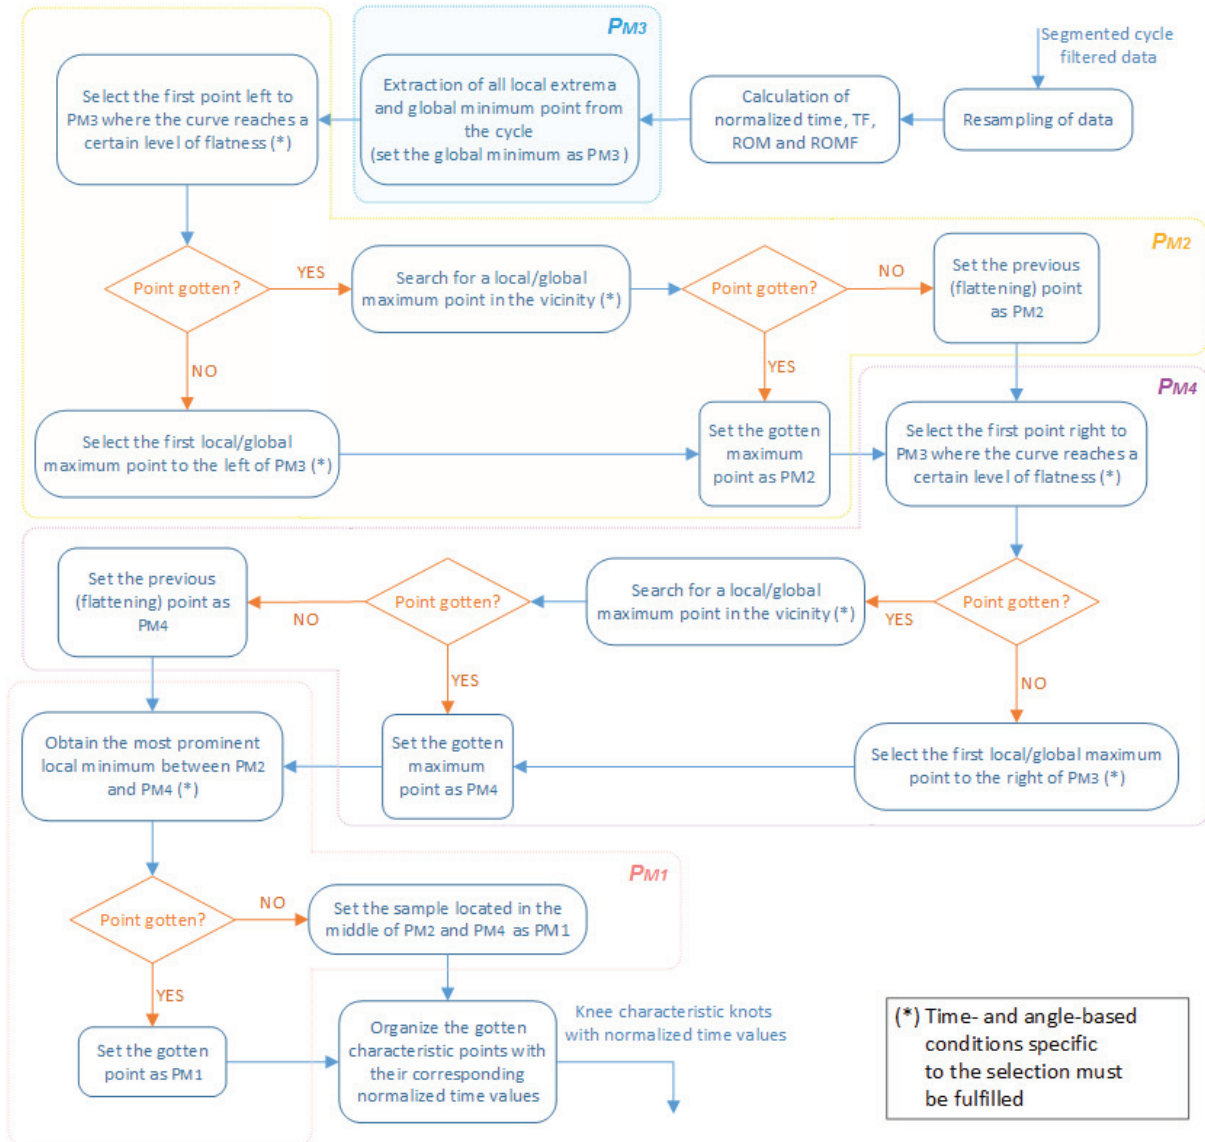 PM3
Segmented cycle
filtered data
Select the first point left to
PM3 where the curve reaches a
certain level of flatness (*)
Extraction of all local extrema
and global minimum point from
the cycle
(set the global minimum as PM3)
Calculation of
normalized time, TF,
ROM and ROMF
Resampling of data
PM2
Point gotten?
YES
Search for a local/global
maximum point in the vicinity (*)
Point gotten?
NO
Set the previous
(flattening) point
as PM2
NO
YES
PM4
Select the first local/global
maximum point to the left of PM3 (*)
Set the gotten
maximum
point as PM2
Select the first point right to
PM3 where the curve reaches a
certain level of flatness (*)
Set the previous
(flattening) point as
PM4
NO
Point gotten?
Search for a local/global
maximum point in the vicinity (*)
YES
Point gotten?
YES
NO
Obtain the most prominent
local minimum between PM2
and PM4 (*)
Set the gotten
maximum
point as PM4
Select the first local/global maximum
point to the right of PM3 (*)
PM1
Point gotten?
NO
Set the sample located in the
middle of PM2 and PM4 as PM1
YES
Set the gotten
point as PM1
Organize the gotten
characteristic points with
their corresponding
normalized time values
Knee characteristic knots
with normalized time values
(*) Time- and angle-based
conditions specific
to the selection must
be fulfilled